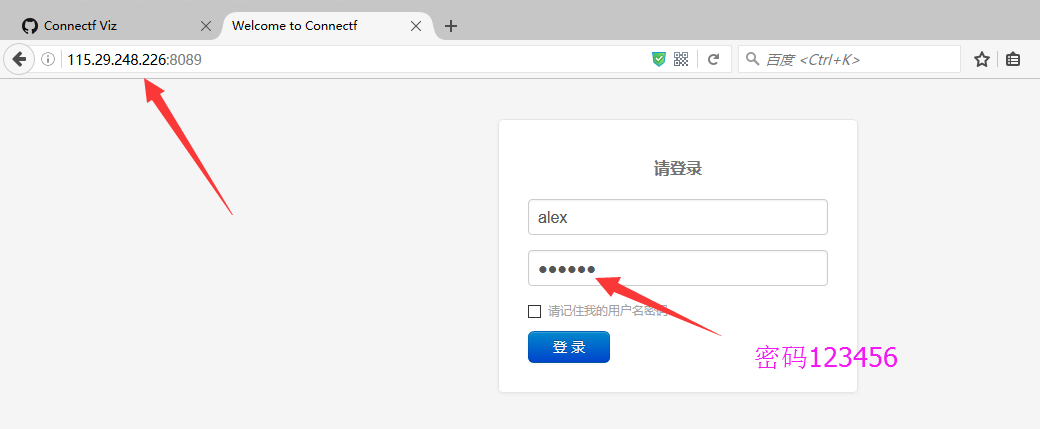 Connectf Viz
Welcome to Connectf
115.29.248.226:8089
百度 <Ctrl+K>
请登录
alex
●●●●●●
请记住我的用户名密码
登 录
密码123456